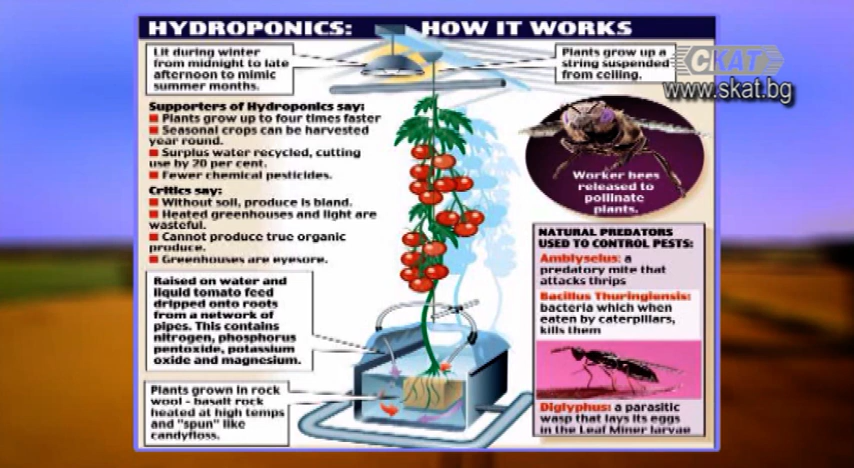 HYDROPONICS: HOW IT WORKS
Lit during winter
from midnight to late
afternoon to mimic
summer months.
Plants grow up a
string suspended
from ceiling.
СКАТ
www.skat.bg
Supporters of Hydroponics say:
Plants grow up to four times faster
Seasonal crops can be harvested
year round.
Surplus water recycled, cutting
use by 20 per cent.
Fewer chemical pesticides.
Critics say:
Without soil, produce is bland.
Heated greenhouses and light are
wasteful.
Cannot produce true organic
produce.
Greenhouses are eyesore.
Worker bees
released to
pollinate
plants.
Raised on water and
liquid tomato feed
dripped onto roots
from a network of
pipes. This contains
nitrogen, phosphorus
pentoxide, potassium
oxide and magnesium.
Plants grown in rock
wool - basalt rock
heated at high temps
and "spun" like
candyfloss.
NATURAL PREDATORS
USED TO CONTROL PESTS:
Amblyselus: a
predatory mite that
attacks thrips
Bacillus Thuringiensis:
bacteria which when
eaten by caterpillars,
kills them
Diglyphus: a parasitic
wasp that lays its eggs
in the Leaf Miner larvae